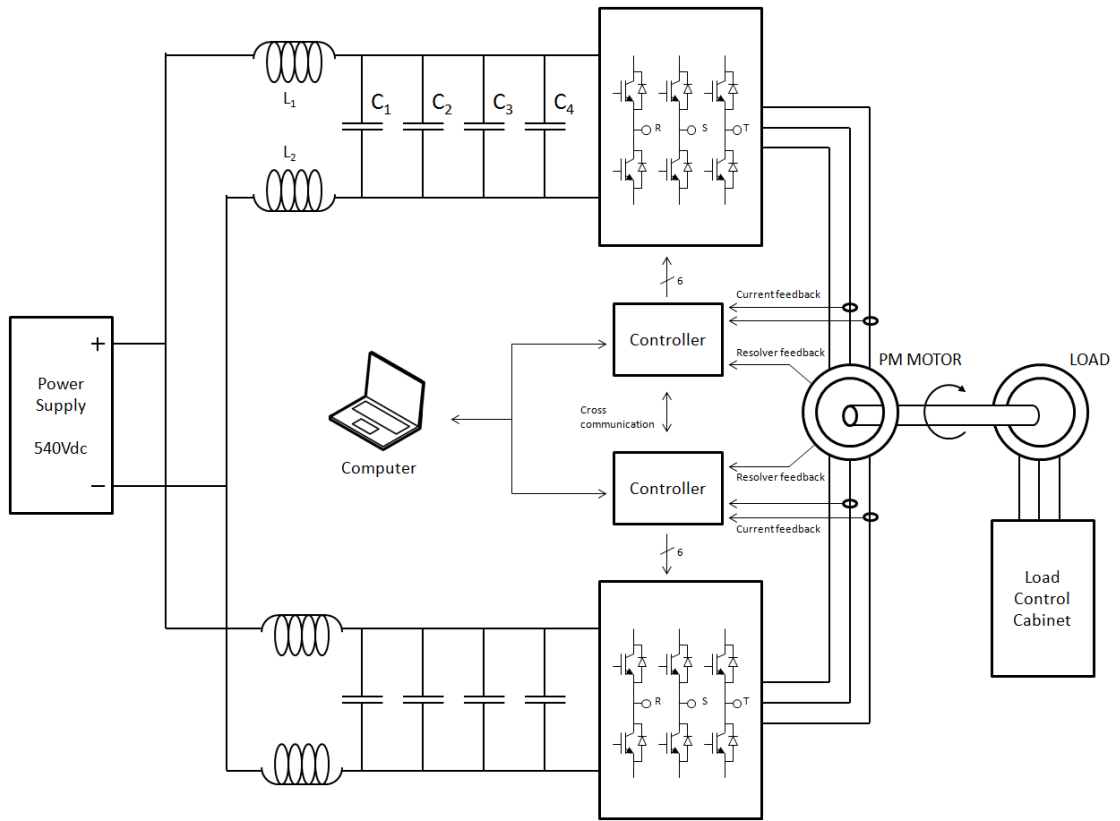 L1
C1 C2 C3 C4
L2
R S T
6
Current feedback
Controller
Resolver feedback
PM MOTOR
LOAD
+
Power
Supply
540Vdc
−
Computer
Cross
communication
Controller
Resolver feedback
Current feedback
6
Load
Control
Cabinet
R S T